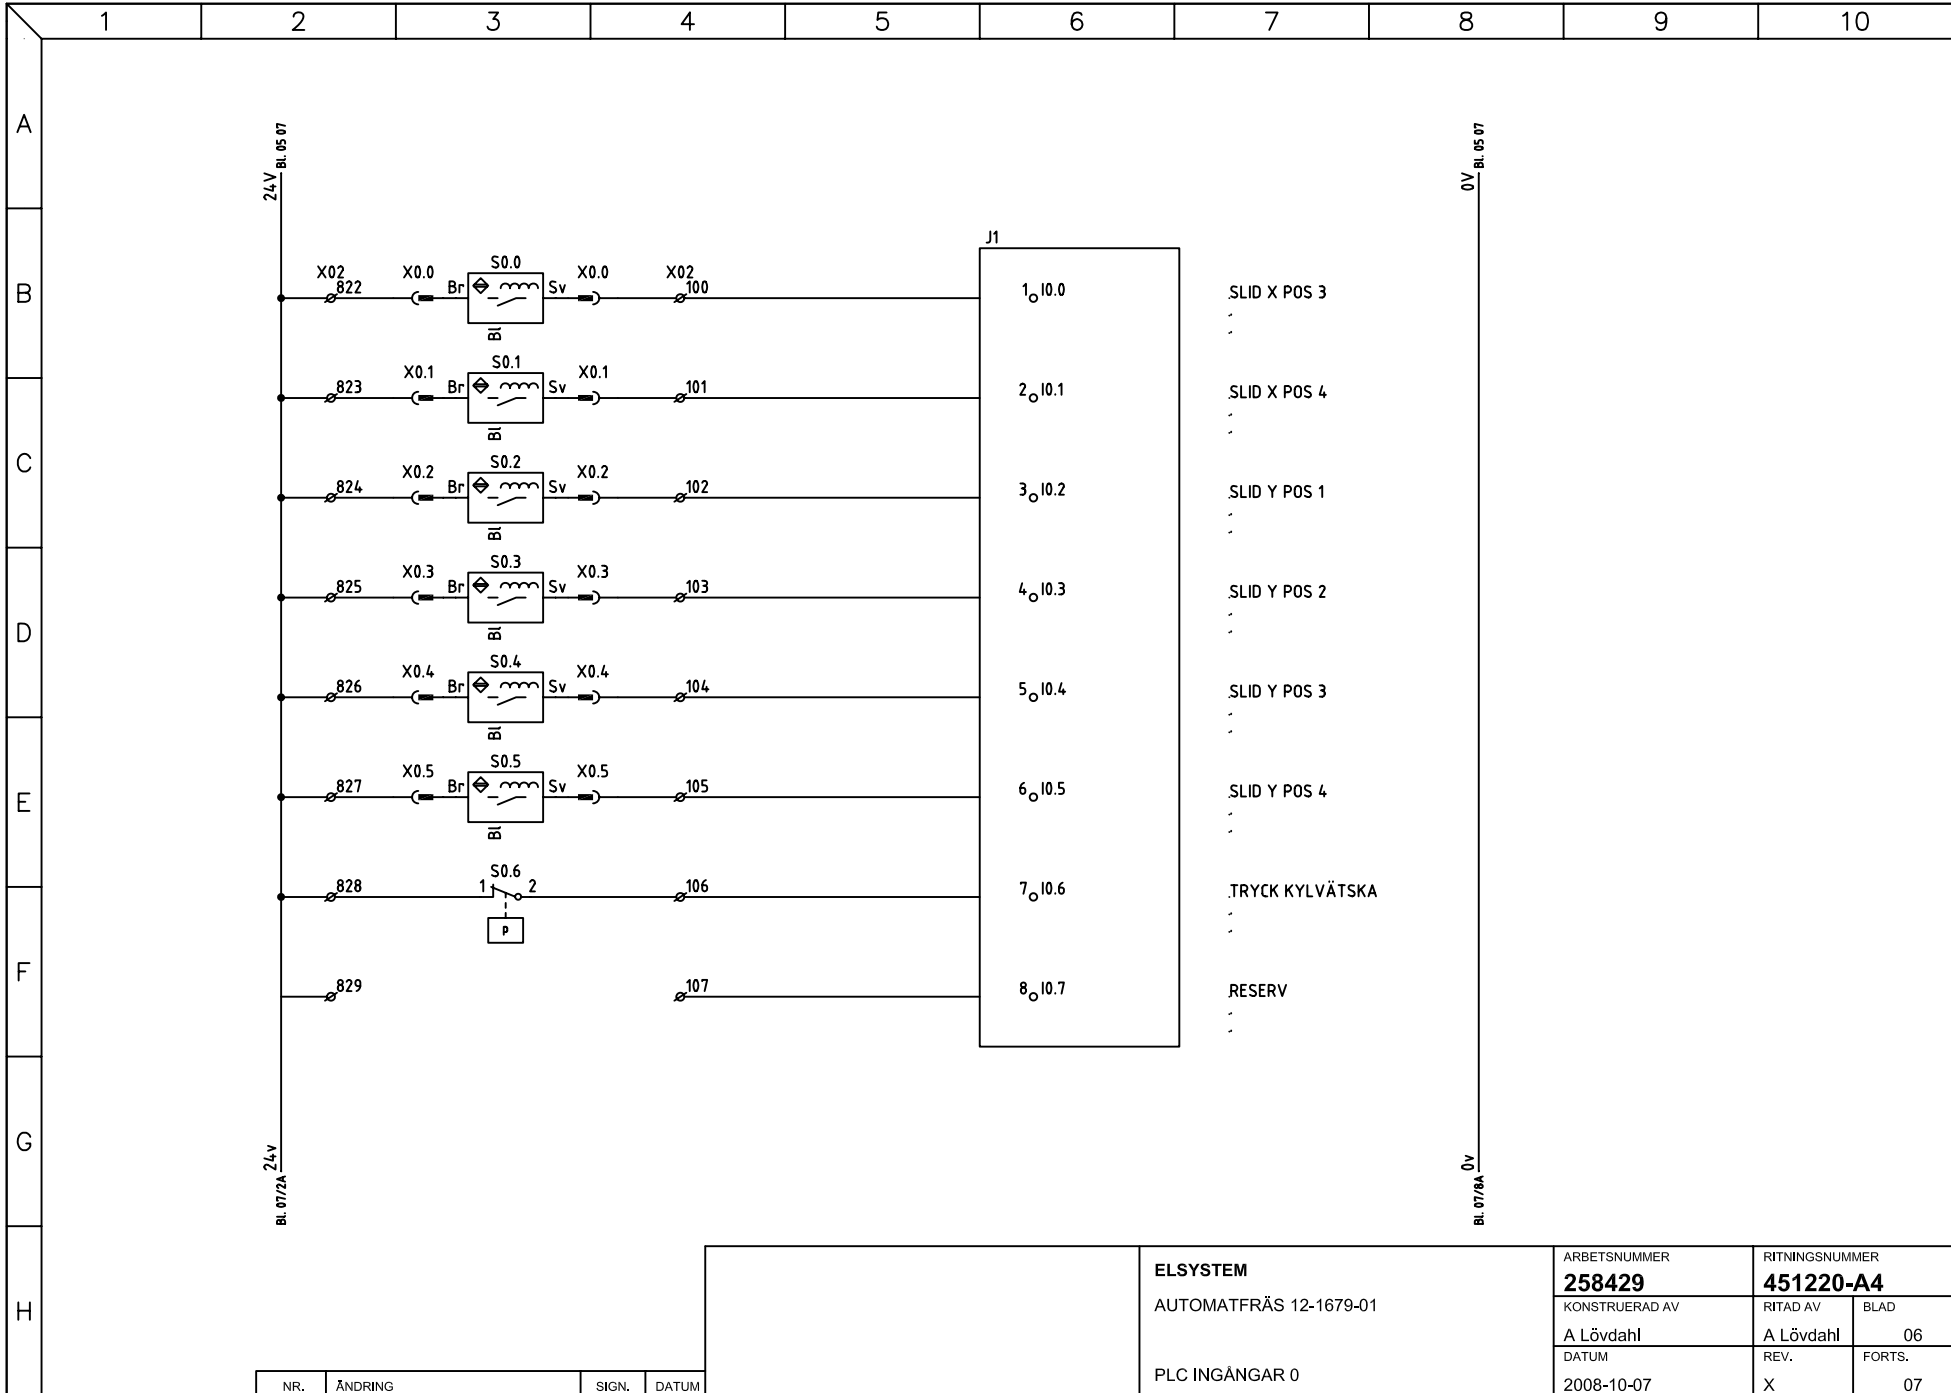 1 2 3 4 5 6 7 8 9 10
A
B
C
D
E
F
G
H
24V Bl. 05 07
0V Bl. 05 07
J1
X02 822 X0.0 Br S0.0 Bl Sv X0.0 X02 100 1 I0.0 SLID X POS 3
823 X0.1 Br S0.1 Bl Sv X0.1 101 2 I0.1 SLID X POS 4
824 X0.2 Br S0.2 Bl Sv X0.2 102 3 I0.2 SLID Y POS 1
825 X0.3 Br S0.3 Bl Sv X0.3 103 4 I0.3 SLID Y POS 2
826 X0.4 Br S0.4 Bl Sv X0.4 104 5 I0.4 SLID Y POS 3
827 X0.5 Br S0.5 Bl Sv X0.5 105 6 I0.5 SLID Y POS 4
828 1 S0.6 2 p 106 7 I0.6 TRYCK KYLVÄTSKA
829 107 8 I0.7 RESERV
24v Bl. 07/2A
0v Bl. 07/8A
NR. ÄNDRING SIGN. DATUM
ELSYSTEM
AUTOMATFRÄS 12-1679-01
PLC INGÅNGAR 0
ARBETSNUMMER
258429
RITNINGSNUMMER
451220-A4
KONSTRUERAD AV
A Lövdahl
RITAD AV
A Lövdahl
BLAD
06
DATUM
2008-10-07
REV.
X
FORTS.
07